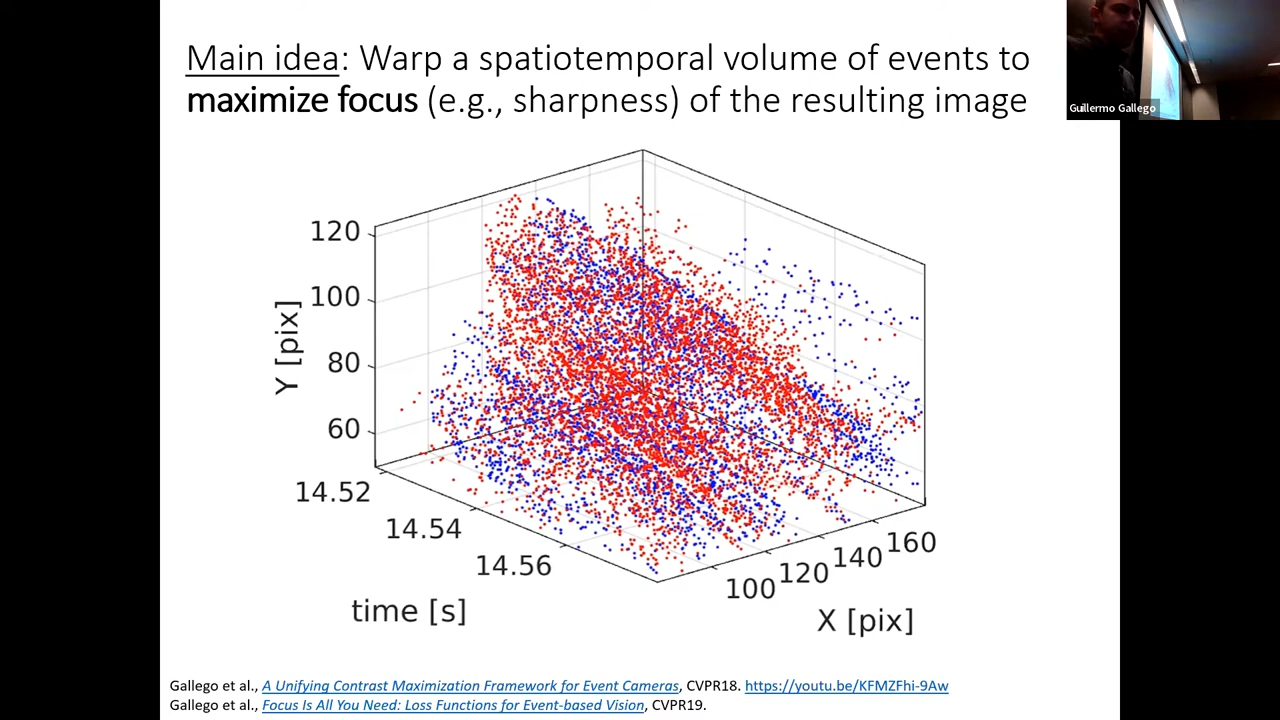 Main idea: Warp a spatiotemporal volume of events to
maximize focus (e.g., sharpness) of the resulting image
Guillermo Gallego
120
100
80
60
Y [pix]
14.52
14.54
14.56
time [s]
100
120
140
160
X [pix]
Gallego et al., A Unifying Contrast Maximization Framework for Event Cameras, CVPR18. https://youtu.be/KFMZFhi-9Aw
Gallego et al., Focus Is All You Need: Loss Functions for Event-based Vision, CVPR19.